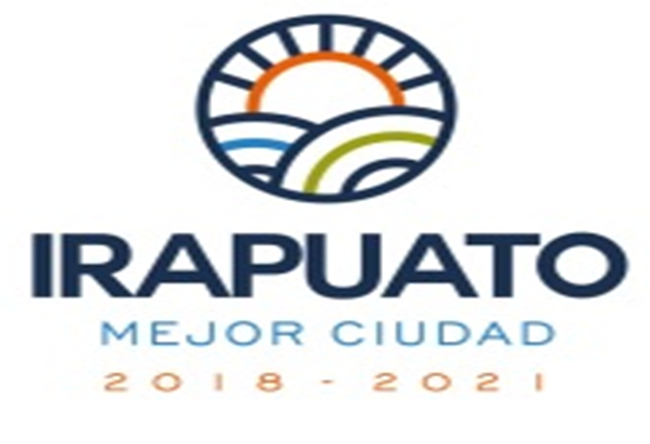 IRAPUATO
MEJOR CIUDAD
2018 - 2021